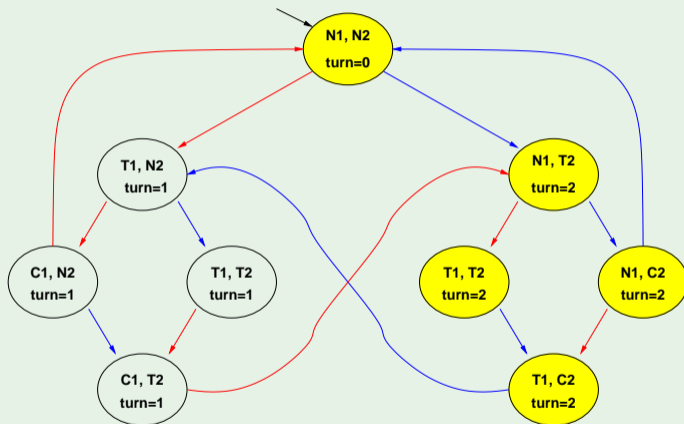 N1, N2
turn=0
T1, N2
turn=1
N1, T2
turn=2
C1, N2
turn=1
T1, T2
turn=1
T1, T2
turn=2
N1, C2
turn=2
C1, T2
turn=1
T1, C2
turn=2